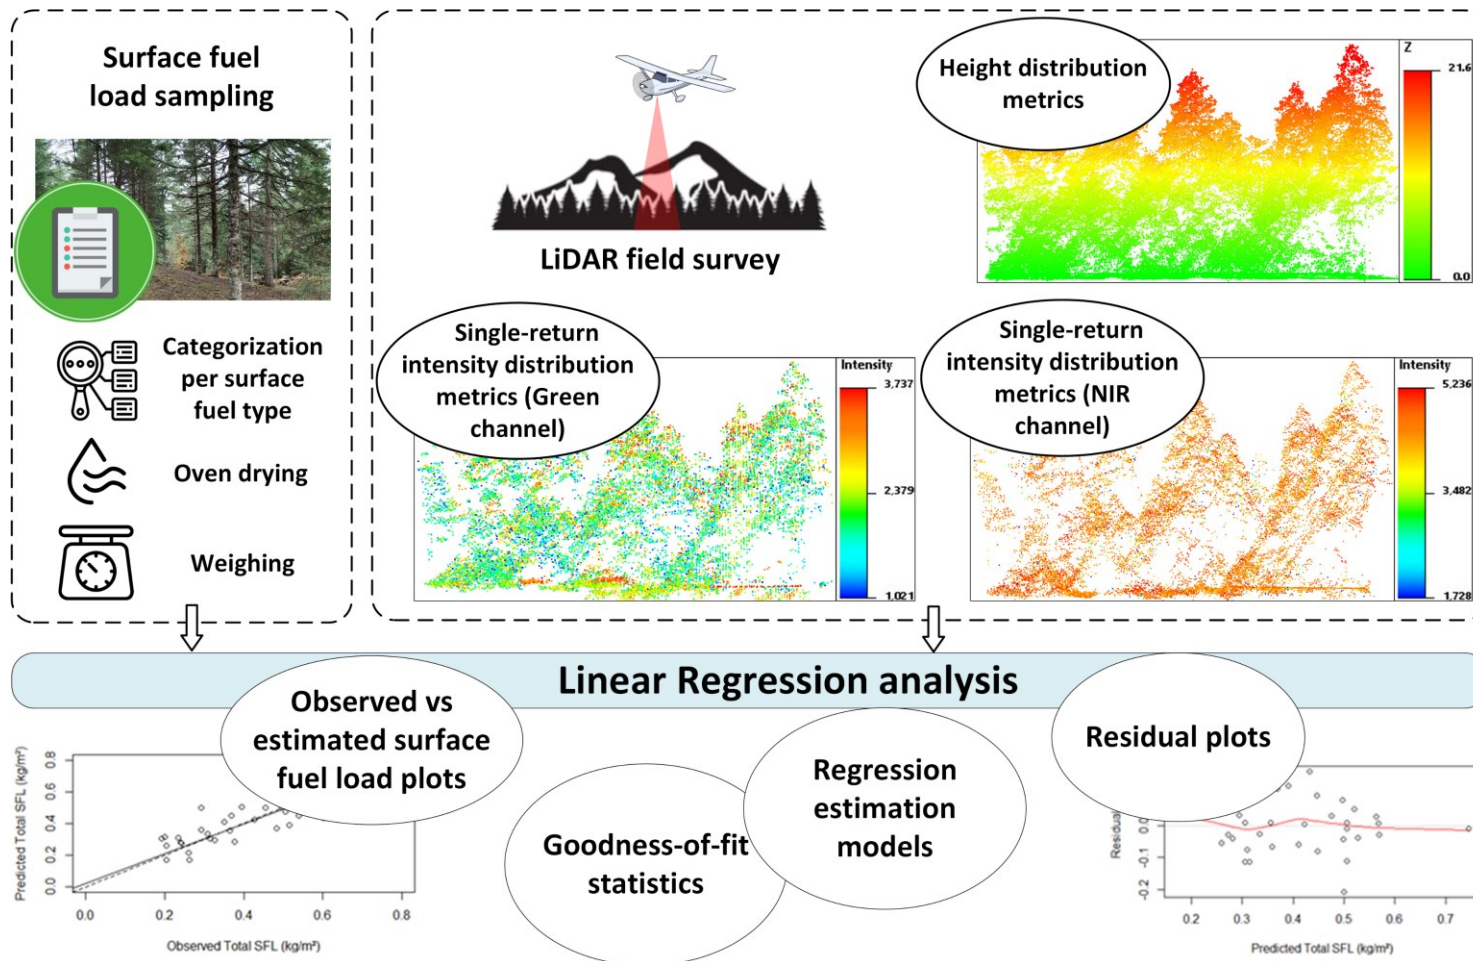 Surface fuel
load sampling
Categorization
per surface
fuel type
Oven drying
Weighing
LiDAR field survey
Height distribution
metrics
Z
21.6
0.0
Single-return
intensity distribution
metrics (Green
channel)
Intensity
3,737
2,379
1,021
Single-return
intensity distribution
metrics (NIR
channel)
Intensity
5,236
3,482
1,728
Linear Regression analysis
Observed vs
estimated surface
fuel load plots
Predicted Total SFL (kg/m²)
0.8
0.6
0.4
0.2
0.0
0.0 0.2 0.4 0.6 0.8
Observed Total SFL (kg/m²)
Goodness-of-fit
statistics
Regression
estimation
models
Residual plots
Residual
0.0
-0.1
-0.2
0.2 0.3 0.4 0.5 0.6 0.7
Predicted Total SFL (kg/m²)